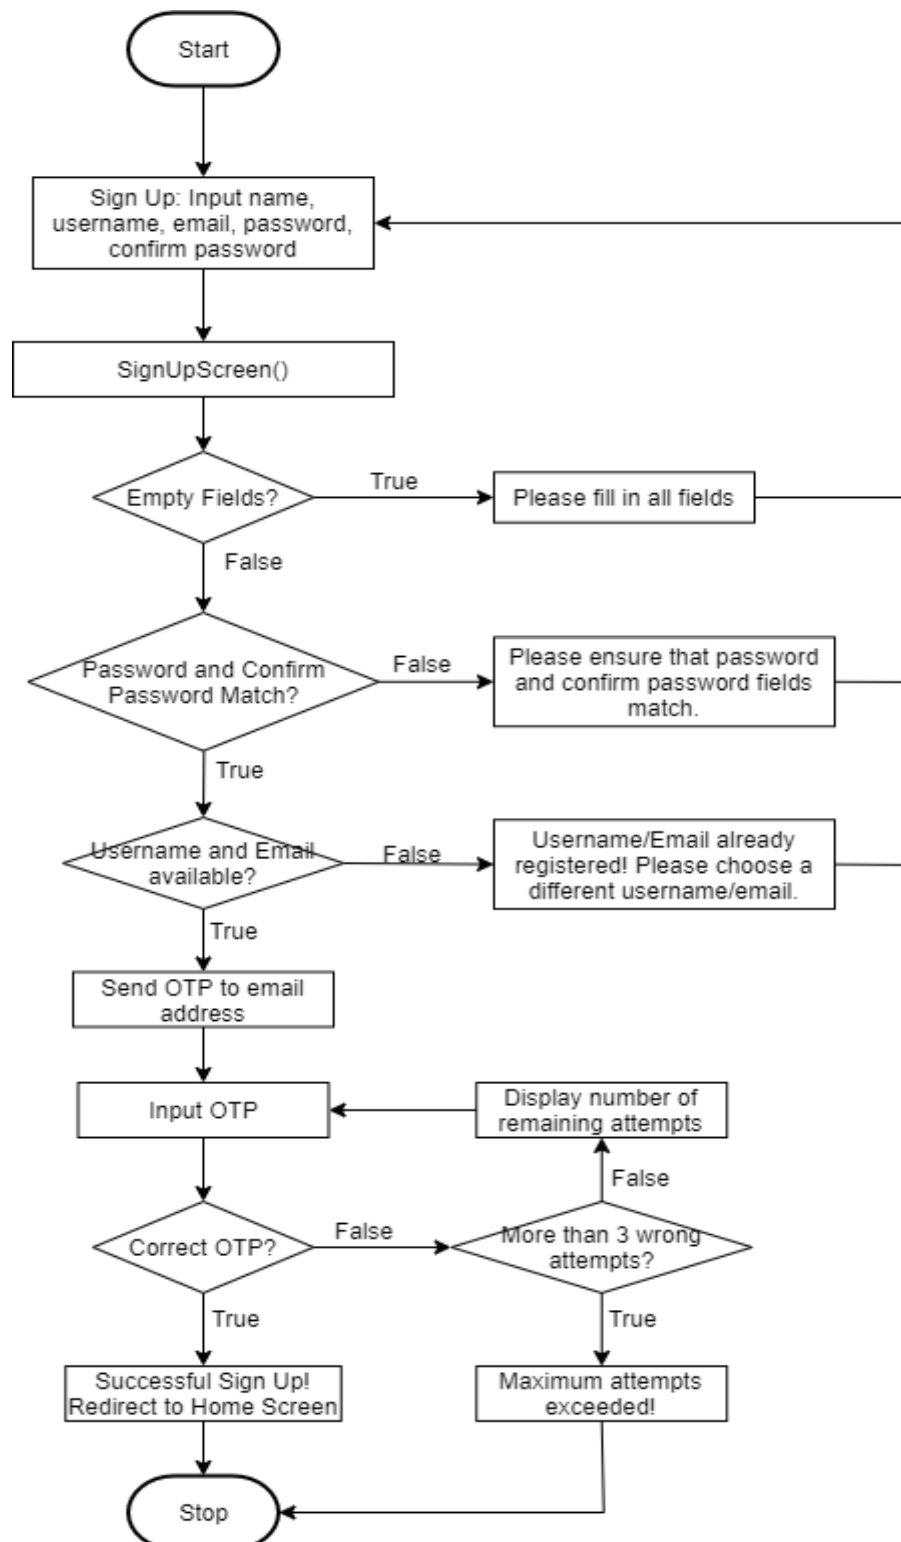 Start
Sign Up: Input name,
username, email, password,
confirm password
SignUpScreen()
Empty Fields?
True
Please fill in all fields
False
Password and Confirm
Password Match?
False
Please ensure that password
and confirm password fields
match.
True
Username and Email
available?
False
Username/Email already
registered! Please choose a
different username/email.
True
Send OTP to email
address
Input OTP
Display number of
remaining attempts
False
Correct OTP?
False
More than 3 wrong
attempts?
True
True
Successful Sign Up!
Redirect to Home Screen
Maximum attempts
exceeded!
Stop